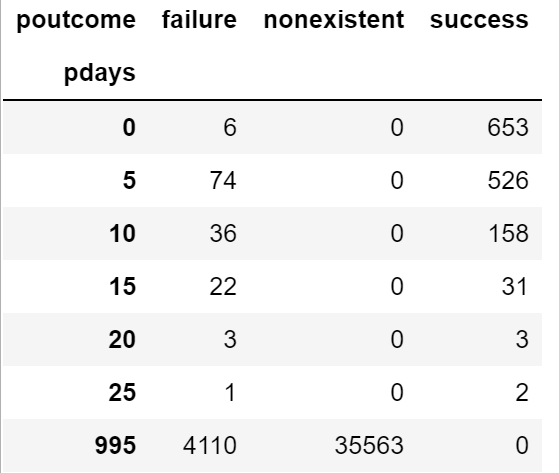 poutcome failure nonexistent success
pdays
0 6 0 653
5 74 0 526
10 36 0 158
15 22 0 31
20 3 0 3
25 1 0 2
995 4110 35563 0